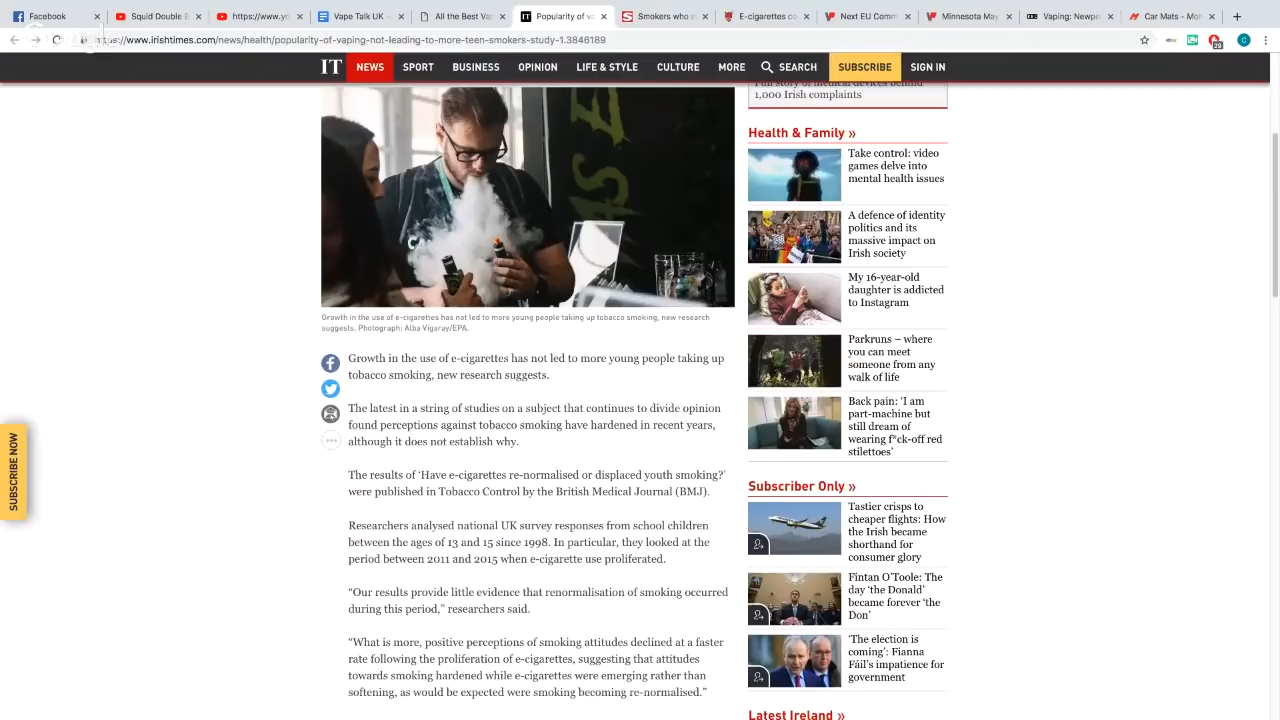 Facebook
Squid Double B
https://www.yo
Vape Talk UK -
Popularity of va
Smokers who s
E-cigarettes co
Next EU Comm
Minnesota May
Vaping: Newpo
Car Mats - Mot
s://www.irishtimes.com/news/health/popularity-of-vaping-not-leading-to-more-teen-smokers-study-1.3846189
IT NEWS SPORT BUSINESS OPINION LIFE & STYLE CULTURE MORE SEARCH SUBSCRIBE SIGN IN
Growth in the use of e-cigarettes has not led to more young people taking up tobacco smoking, new research
suggests. Photograph: Alba Vigaray/EPA.
Growth in the use of e-cigarettes has not led to more young people taking up
tobacco smoking, new research suggests.
The latest in a string of studies on a subject that continues to divide opinion
found perceptions against tobacco smoking have hardened in recent years,
although it does not establish why.
The results of ‘Have e-cigarettes re-normalised or displaced youth smoking?’
were published in Tobacco Control by the British Medical Journal (BMJ).
Researchers analysed national UK survey responses from school children
between the ages of 13 and 15 since 1998. In particular, they looked at the
period between 2011 and 2015 when e-cigarette use proliferated.
“Our results provide little evidence that renormalisation of smoking occurred
during this period,” researchers said.
“What is more, positive perceptions of smoking attitudes declined at a faster
rate following the proliferation of e-cigarettes, suggesting that attitudes
towards smoking hardened while e-cigarettes were emerging rather than
softening, as would be expected were smoking becoming re-normalised.”
SUBSCRIBE NOW
Full story of medical devices behind
1,000 Irish complaints
Health & Family »
Take control: video
games delve into
mental health issues
A defence of identity
politics and its
massive impact on
Irish society
My 16-year-old
daughter is addicted
to Instagram
Parkruns – where
you can meet
someone from any
walk of life
Back pain: ‘I am
part-machine but
still dream of
wearing f*ck-off red
stilettoes’
Subscriber Only »
Tastier crisps to
cheaper flights: How
the Irish became
shorthand for
consumer glory
Fintan O’Toole: The
day ‘the Donald’
became forever ‘the
Don’
‘The election is
coming’: Fianna
Fáil’s impatience for
government
Latest Ireland »